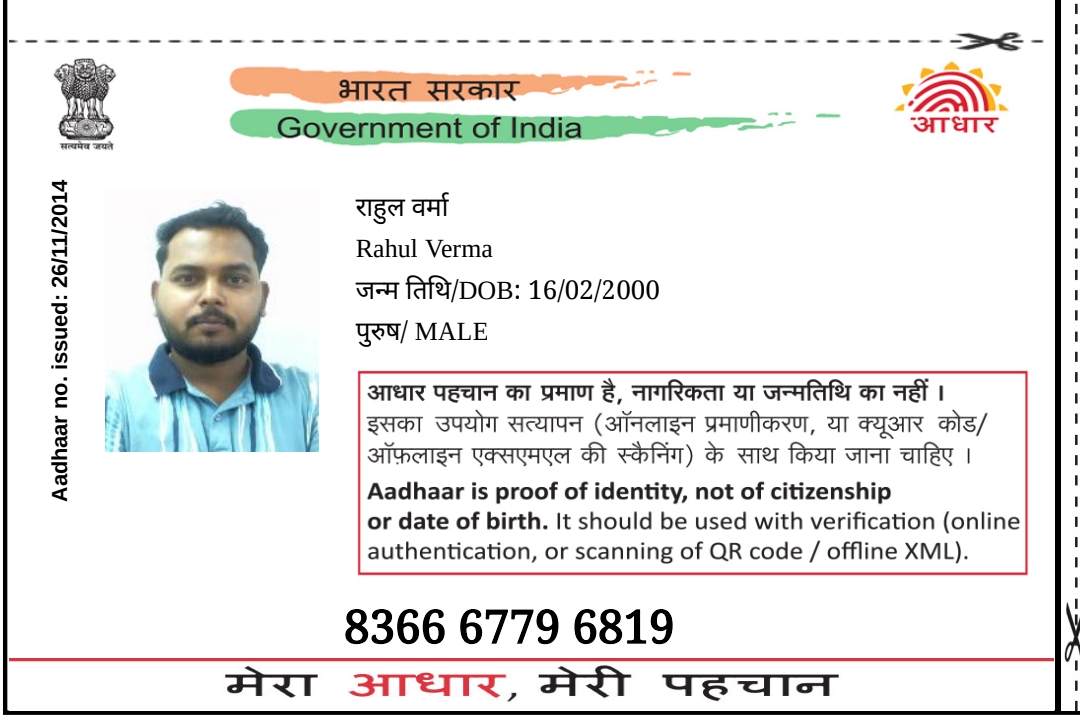 भारत सरकार
Government of India
सत्यमेव जयते
आधार
Aadhaar no. issued: 26/11/2014
राहुल वर्मा
Rahul Verma
जन्म तिथि/DOB: 16/02/2000
पुरुष/ MALE
आधार पहचान का प्रमाण है, नागरिकता या जन्मतिथि का नहीं ।
इसका उपयोग सत्यापन (ऑनलाइन प्रमाणीकरण, या क्यूआर कोड/
ऑफ़लाइन एक्सएमएल की स्कैनिंग) के साथ किया जाना चाहिए ।
Aadhaar is proof of identity, not of citizenship
or date of birth. It should be used with verification (online
authentication, or scanning of QR code / offline XML).
8366 6779 6819
मेरा आधार, मेरी पहचान